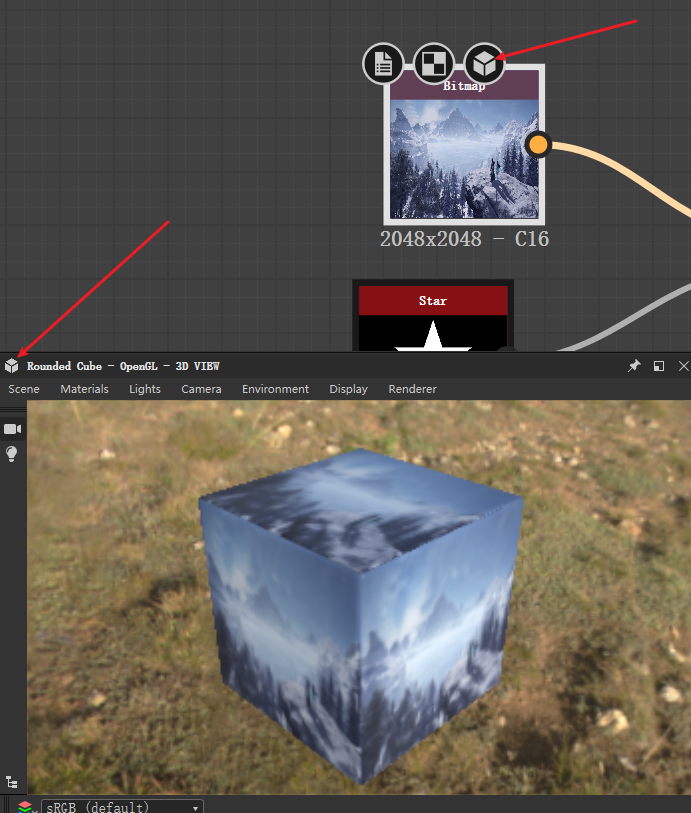 Bitmap
2048x2048 - C16
Star
Rounded Cube - OpenGL - 3D VIEW
Scene Materials Lights Camera Environment Display Renderer
sRGB (default)